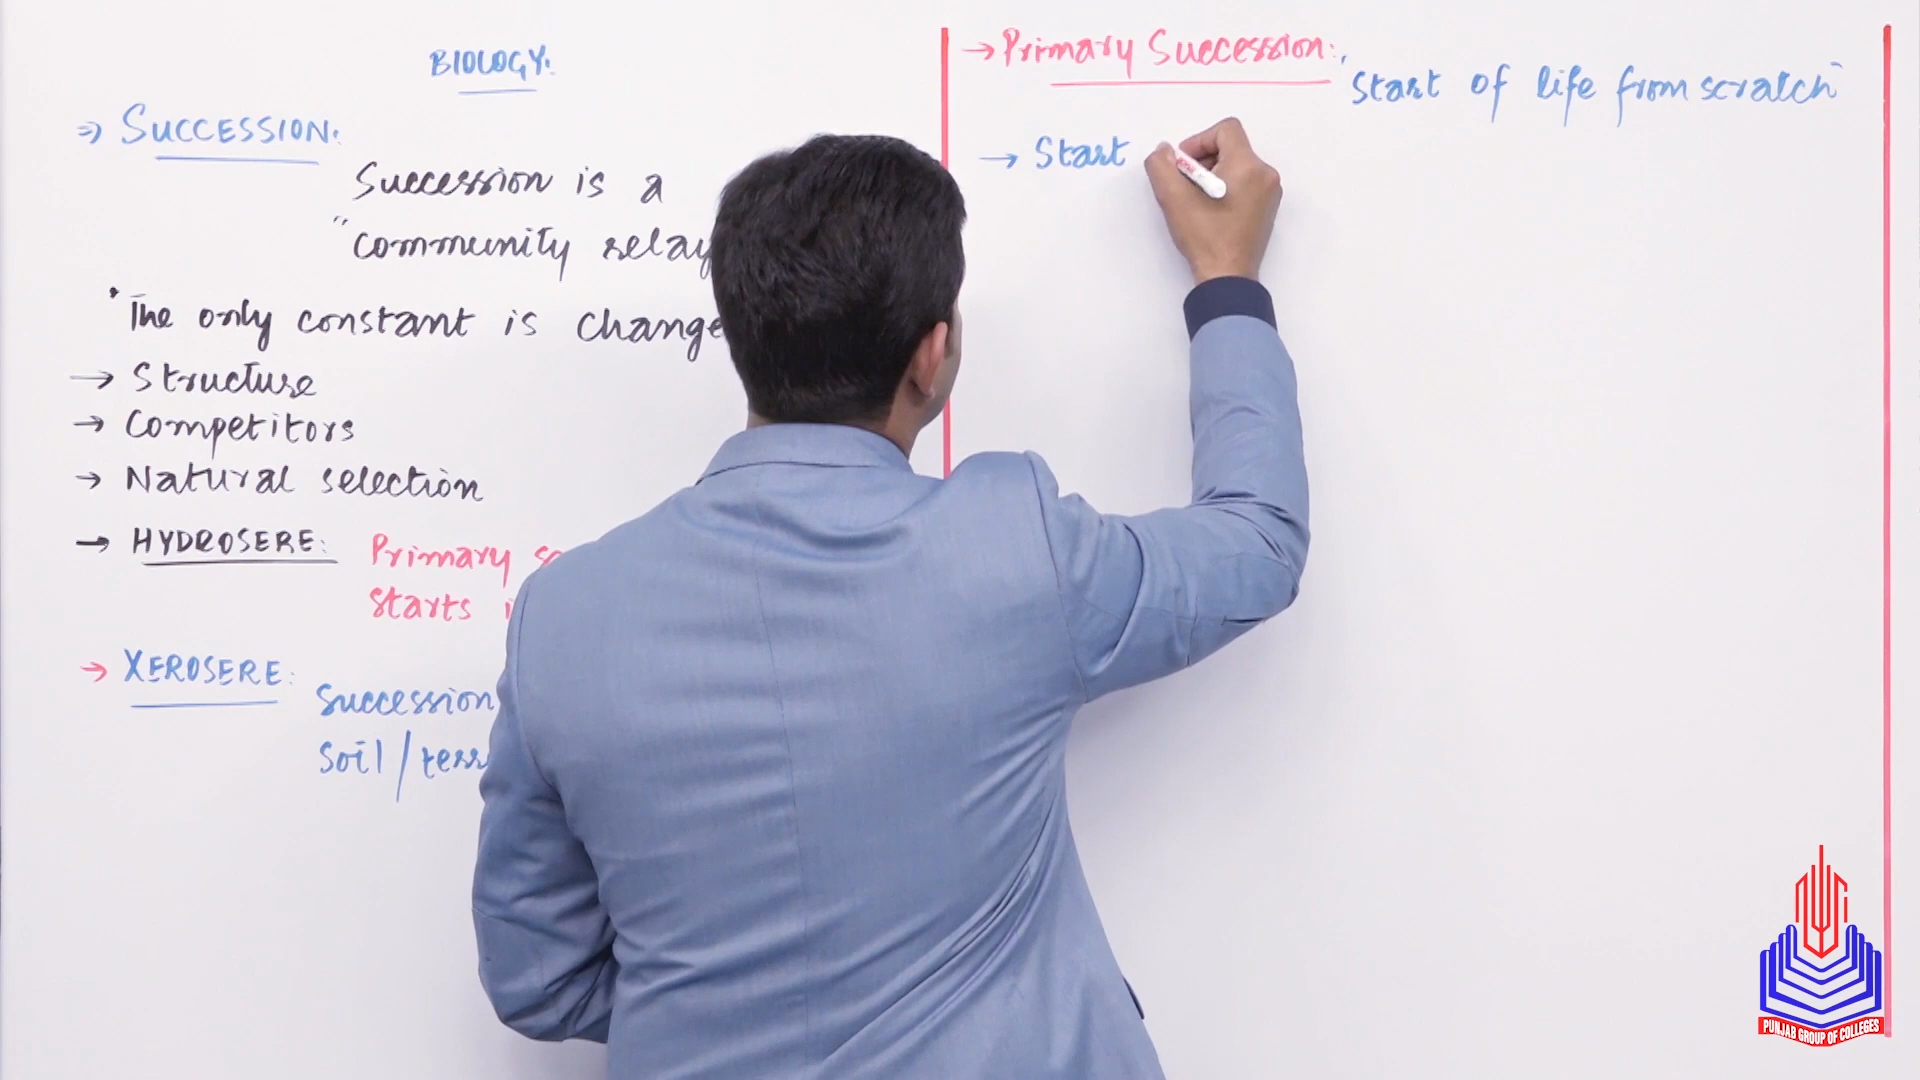 BIOLOGY:
⇒ SUCCESSION:
Succession is a
"community relay
"The only constant is change
→ Structure
→ Competitors
→ Natural selection
→ HYDROSERE: Primary
starts
→ XEROSERE:
Succession
Soil /
→ Primary Succession: "Start of life from scratch"
→ Start
PUNJAB GROUP OF COLLEGES